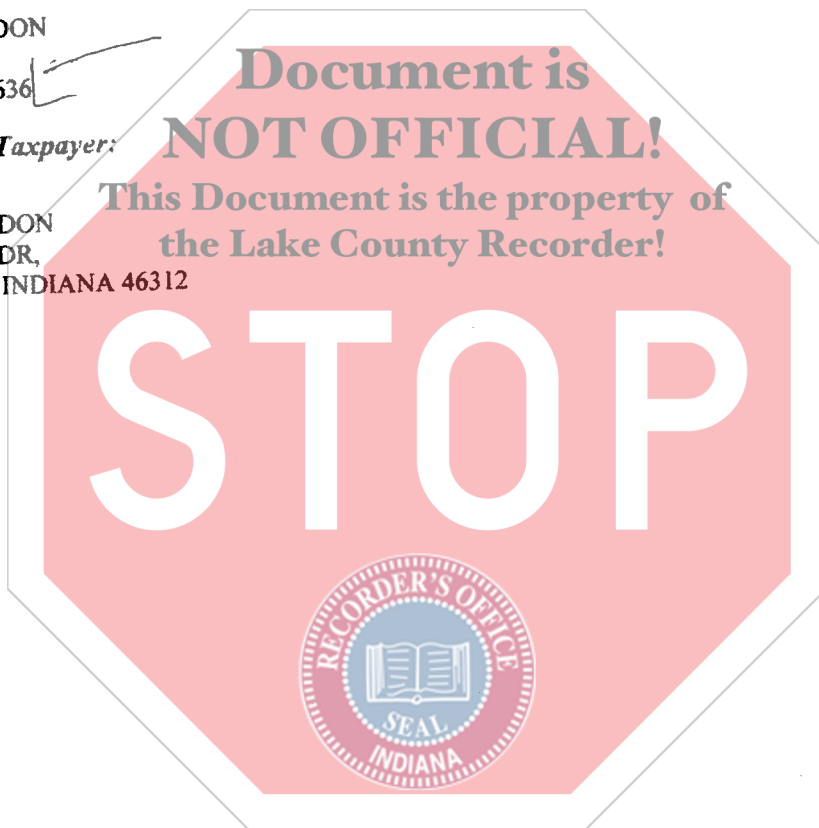 DON
636
Taxpayer:
DON
DR,
INDIANA 46312
Document is
NOT OFFICIAL!
This Document is the property of
the Lake County Recorder!
STOP
RECORDER'S OFFICE
SEAL
INDIANA